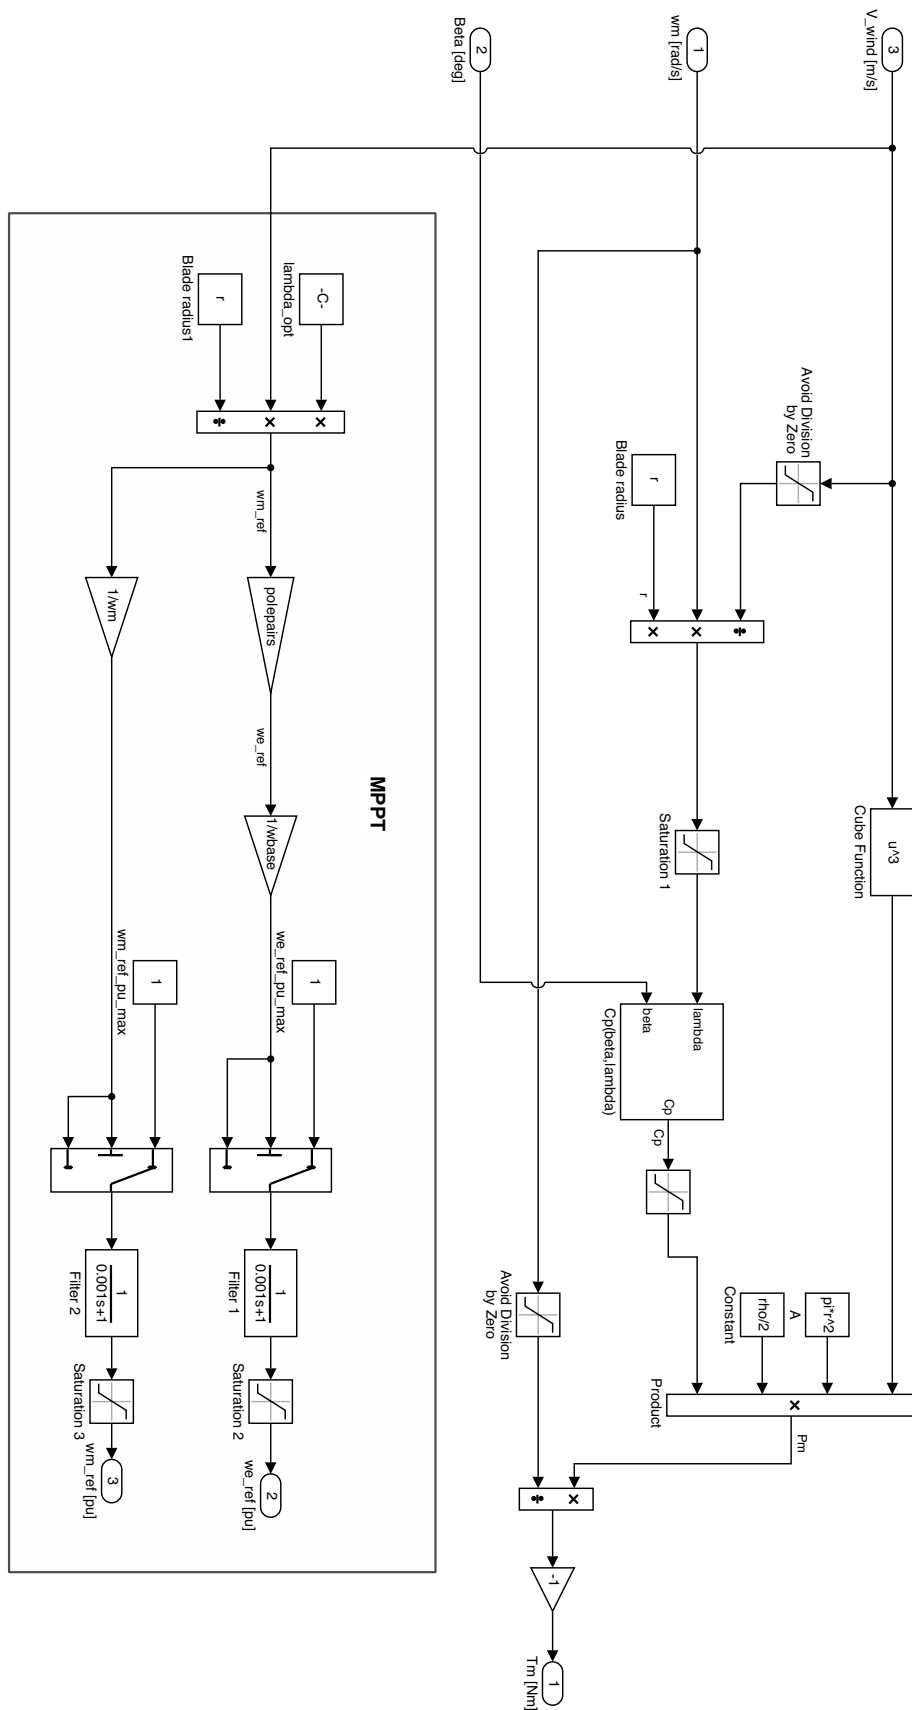 3
V_wind [m/s]
1
wm [rad/s]
2
Beta [deg]
Avoid Division
by Zero
r
Blade radius
r
÷
×
×
u^3
Cube Function
Saturation 1
lambda
beta
Cp
Cp(beta,lambda)
Cp
pi*r^2
A
rho/2
Constant
×
Product
Pm
Avoid Division
by Zero
×
÷
-1
1
Tm [Nm]
MPPT
-C-
lambda_opt
r
Blade radius1
×
×
÷
wm_ref
polepairs
we_ref
1/wbase
we_ref_pu_max
1
1
0.001s+1
Filter 1
Saturation 2
2
we_ref [pu]
1/wm
wm_ref_pu_max
1
1
0.001s+1
Filter 2
Saturation 3
3
wm_ref [pu]